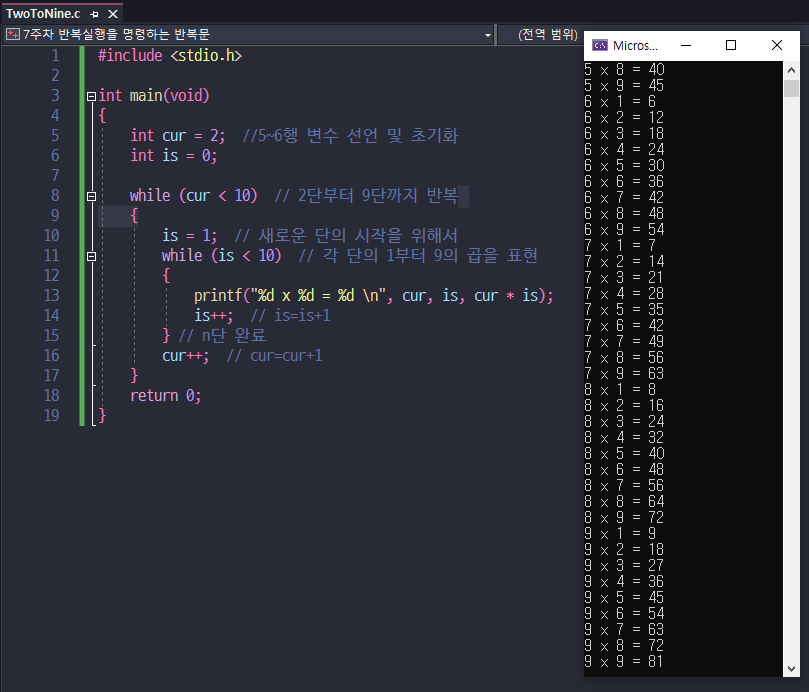 TwoToNine.c
7주차 반복실행을 명령하는 반복문
(전역 범위)
1 #include <stdio.h>
2
3 int main(void)
4 {
5 int cur = 2; //5~6행 변수 선언 및 초기화
6 int is = 0;
7
8 while (cur < 10) // 2단부터 9단까지 반복
9 {
10 is = 1; // 새로운 단의 시작을 위해서
11 while (is < 10) // 각 단의 1부터 9의 곱을 표현
12 {
13 printf("%d x %d = %d \n", cur, is, cur * is);
14 is++; // is=is+1
15 } // n단 완료
16 cur++; // cur=cur+1
17 }
18 return 0;
19 }
Micros...
5 x 8 = 40
5 x 9 = 45
6 x 1 = 6
6 x 2 = 12
6 x 3 = 18
6 x 4 = 24
6 x 5 = 30
6 x 6 = 36
6 x 7 = 42
6 x 8 = 48
6 x 9 = 54
7 x 1 = 7
7 x 2 = 14
7 x 3 = 21
7 x 4 = 28
7 x 5 = 35
7 x 6 = 42
7 x 7 = 49
7 x 8 = 56
7 x 9 = 63
8 x 1 = 8
8 x 2 = 16
8 x 3 = 24
8 x 4 = 32
8 x 5 = 40
8 x 6 = 48
8 x 7 = 56
8 x 8 = 64
8 x 9 = 72
9 x 1 = 9
9 x 2 = 18
9 x 3 = 27
9 x 4 = 36
9 x 5 = 45
9 x 6 = 54
9 x 7 = 63
9 x 8 = 72
9 x 9 = 81